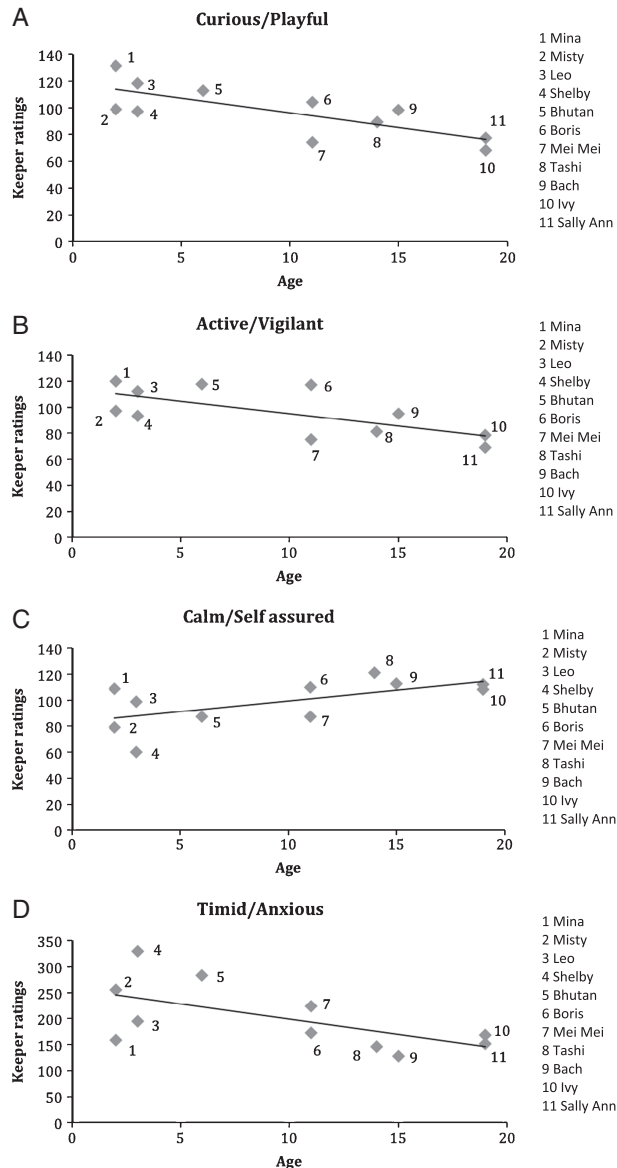 A
Curious/Playful
140
120
100
80
60
40
20
0
Keeper ratings
1
2
3
4
5
6
7
8
9
11
10
0 5 10 15 20
Age
1 Mina
2 Misty
3 Leo
4 Shelby
5 Bhutan
6 Boris
7 Mei Mei
8 Tashi
9 Bach
10 Ivy
11 Sally Ann
B
Active/Vigilant
140
120
100
80
60
40
20
0
Keeper ratings
1
2
3
4
5
6
7
8
9
10
11
0 5 10 15 20
Age
1 Mina
2 Misty
3 Leo
4 Shelby
5 Bhutan
6 Boris
7 Mei Mei
8 Tashi
9 Bach
10 Ivy
11 Sally Ann
C
Calm/Self assured
140
120
100
80
60
40
20
0
Keeper ratings
1
2
3
4
5
6
7
8
9
11
10
0 5 10 15 20
Age
1 Mina
2 Misty
3 Leo
4 Shelby
5 Bhutan
6 Boris
7 Mei Mei
8 Tashi
9 Bach
10 Ivy
11 Sally Ann
D
Timid/Anxious
350
300
250
200
150
100
50
0
Keeper ratings
4
2
3
1
5
7
6
8
9
10
11
0 5 10 15 20
Age
1 Mina
2 Misty
3 Leo
4 Shelby
5 Bhutan
6 Boris
7 Mei Mei
8 Tashi
9 Bach
10 Ivy
11 Sally Ann